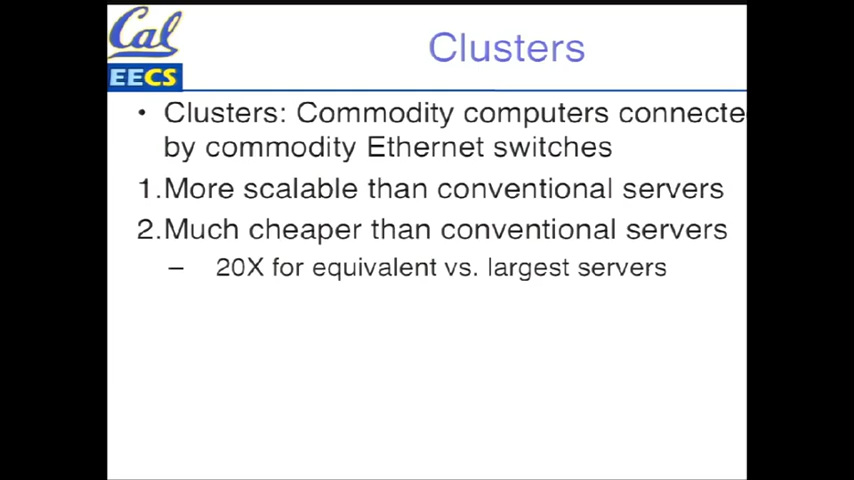 Cal
EECS
Clusters
• Clusters: Commodity computers connecte
by commodity Ethernet switches
1. More scalable than conventional servers
2. Much cheaper than conventional servers
– 20X for equivalent vs. largest servers